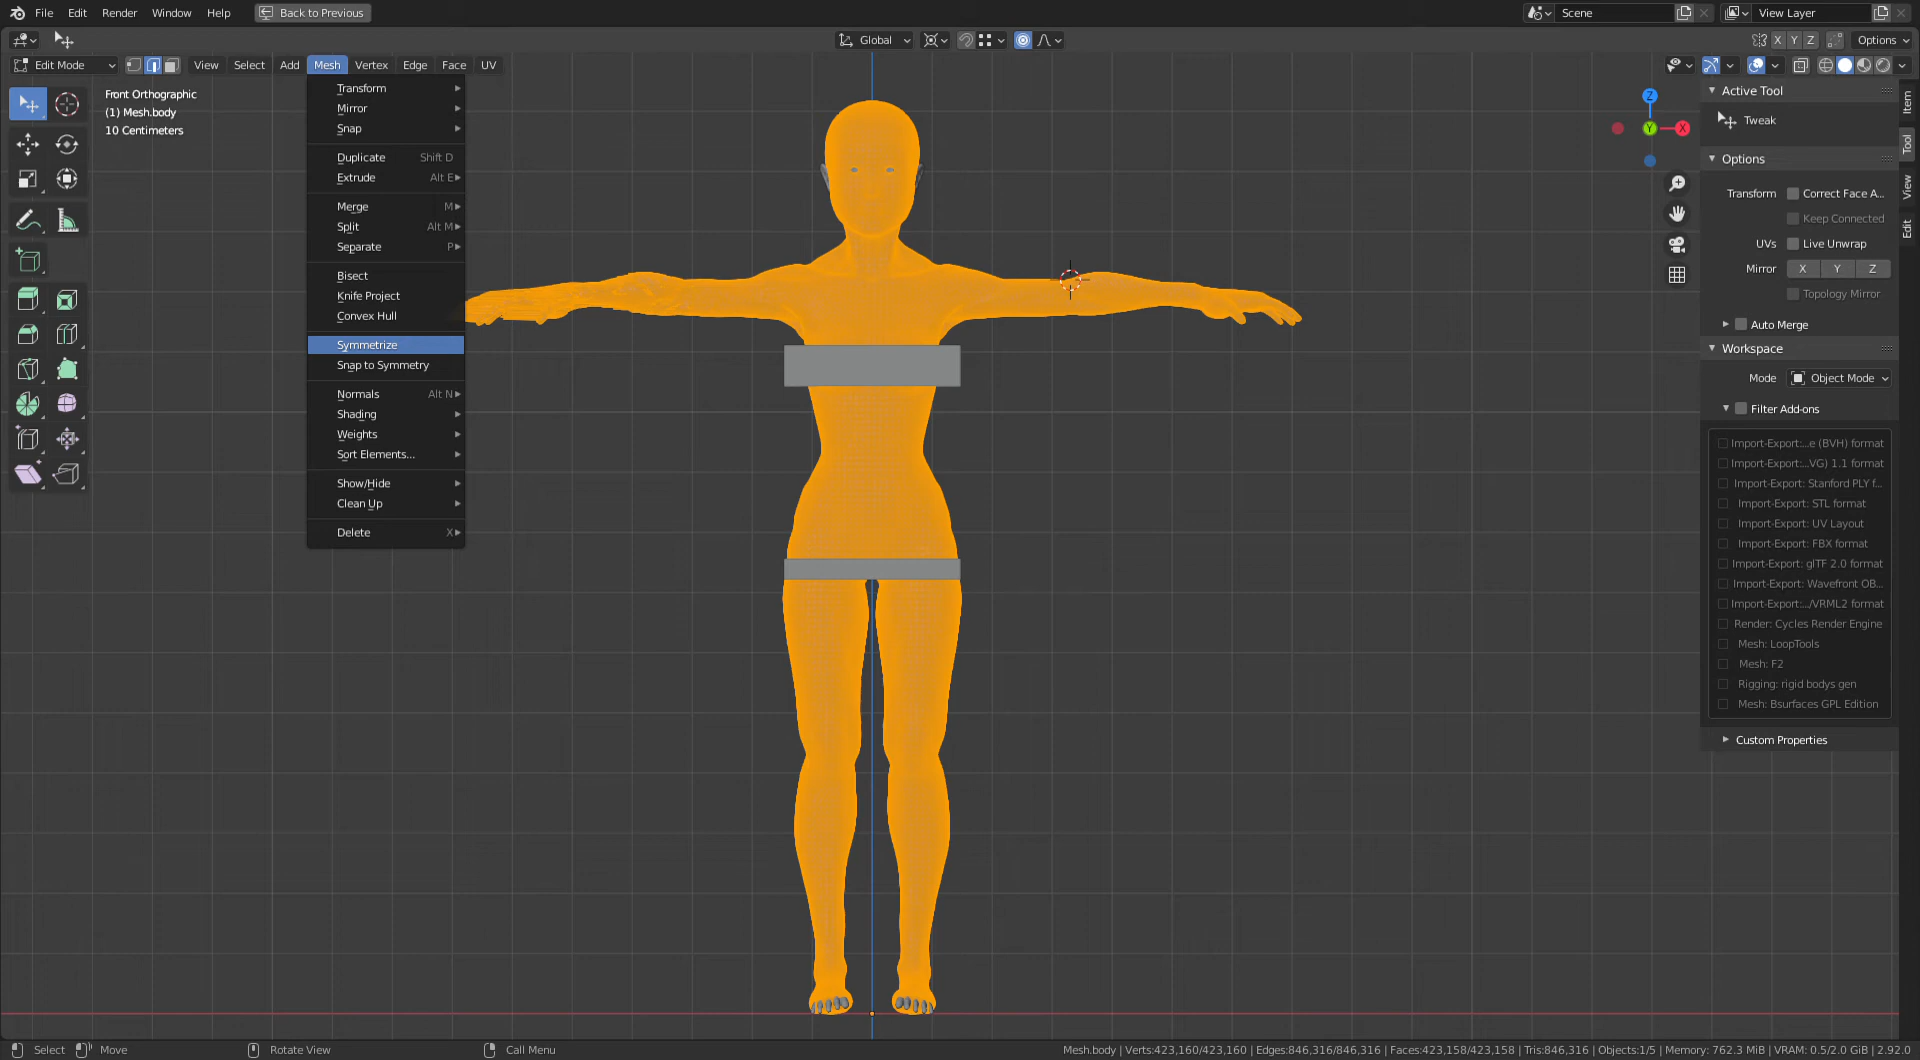 File Edit Render Window Help Back to Previous Scene View Layer
Global X Y Z Options
Edit Mode View Select Add Mesh Vertex Edge Face UV
Front Orthographic
(1) Mesh.body
10 Centimeters
Transform
Mirror
Snap
Duplicate Shift D
Extrude Alt E
Merge M
Split Alt M
Separate P
Bisect
Knife Project
Convex Hull
Symmetrize
Snap to Symmetry
Normals Alt N
Shading
Weights
Sort Elements...
Show/Hide
Clean Up
Delete X
Z
Y X
Active Tool
Tweak
Options
Transform Correct Face A...
Keep Connected
UVs Live Unwrap
Mirror X Y Z
Topology Mirror
Auto Merge
Workspace
Mode Object Mode
Filter Add-ons
Import-Export:...e (BVH) format
Import-Export:...VG) 1.1 format
Import-Export: Stanford PLY f...
Import-Export: STL format
Import-Export: UV Layout
Import-Export: FBX format
Import-Export: glTF 2.0 format
Import-Export: Wavefront OB...
Import-Export:.../VRML2 format
Render: Cycles Render Engine
Mesh: LoopTools
Mesh: F2
Rigging: rigid bodys gen
Mesh: Bsurfaces GPL Edition
Custom Properties
Item
Tool
View
Edit
Select Move Rotate View Call Menu Mesh.body | Verts:423,160/423,160 | Edges:846,316/846,316 | Faces:423,158/423,158 | Tris:846,316 | Objects:1/5 | Memory: 762.3 MiB | VRAM: 0.5/2.0 GiB | 2.92.0